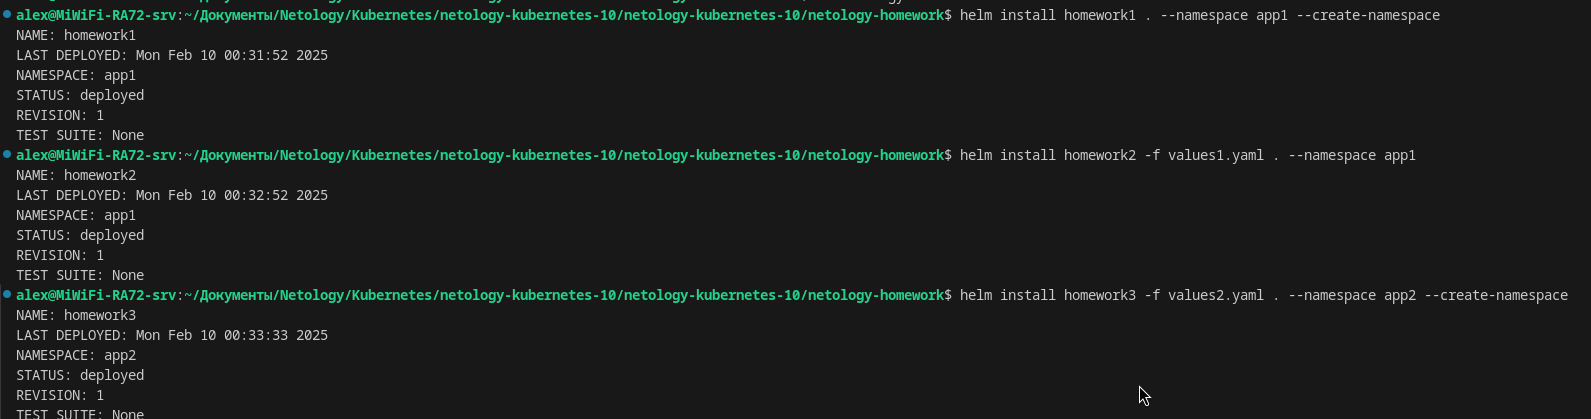 alex@MiWiFi-RA72-srv:~/Документы/Netology/Kubernetes/netology-kubernetes-10/netology-kubernetes-10/netology-homework$ helm install homework1 . --namespace app1 --create-namespace
NAME: homework1
LAST DEPLOYED: Mon Feb 10 00:31:52 2025
NAMESPACE: app1
STATUS: deployed
REVISION: 1
TEST SUITE: None
alex@MiWiFi-RA72-srv:~/Документы/Netology/Kubernetes/netology-kubernetes-10/netology-kubernetes-10/netology-homework$ helm install homework2 -f values1.yaml . --namespace app1
NAME: homework2
LAST DEPLOYED: Mon Feb 10 00:32:52 2025
NAMESPACE: app1
STATUS: deployed
REVISION: 1
TEST SUITE: None
alex@MiWiFi-RA72-srv:~/Документы/Netology/Kubernetes/netology-kubernetes-10/netology-kubernetes-10/netology-homework$ helm install homework3 -f values2.yaml . --namespace app2 --create-namespace
NAME: homework3
LAST DEPLOYED: Mon Feb 10 00:33:33 2025
NAMESPACE: app2
STATUS: deployed
REVISION: 1
TEST SUITE: None